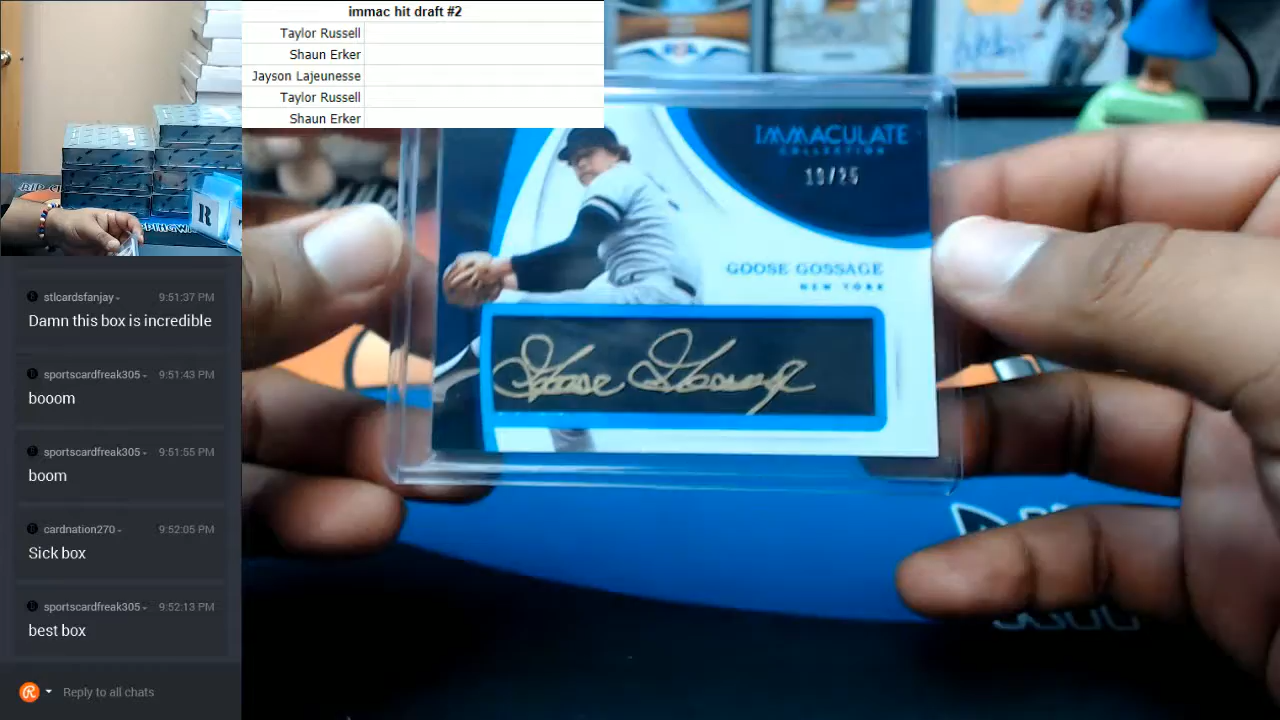 immac hit draft #2
Taylor Russell
Shaun Erker
Jayson Lajeunesse
Taylor Russell
Shaun Erker
IMMACULATE
COLLECTION
GOOSE GOSSAGE
NEW YORK
Goose Gossage
R
stlcardsfanjay
9:51:37 PM
Damn this box is incredible
sportscardfreak305
9:51:43 PM
booom
sportscardfreak305
9:51:55 PM
boom
cardnation270
9:52:05 PM
Sick box
sportscardfreak305
9:52:13 PM
best box
Reply to all chats